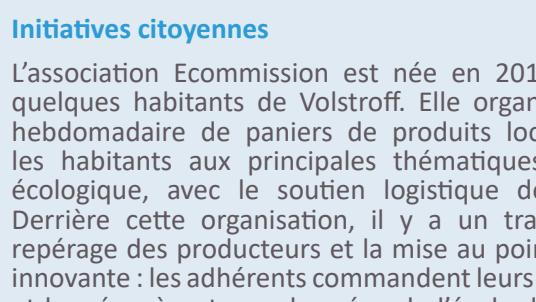 Initiatives citoyennes
L'association Ecommission est née en 201
quelques habitants de Volstroff. Elle organ
hebdomadaire de paniers de produits loc
les habitants aux principales thématiques
écologique, avec le soutien logistique de
Derrière cette organisation, il y a un tra
repérage des producteurs et la mise au poi
innovante : les adhérents commandent leurs